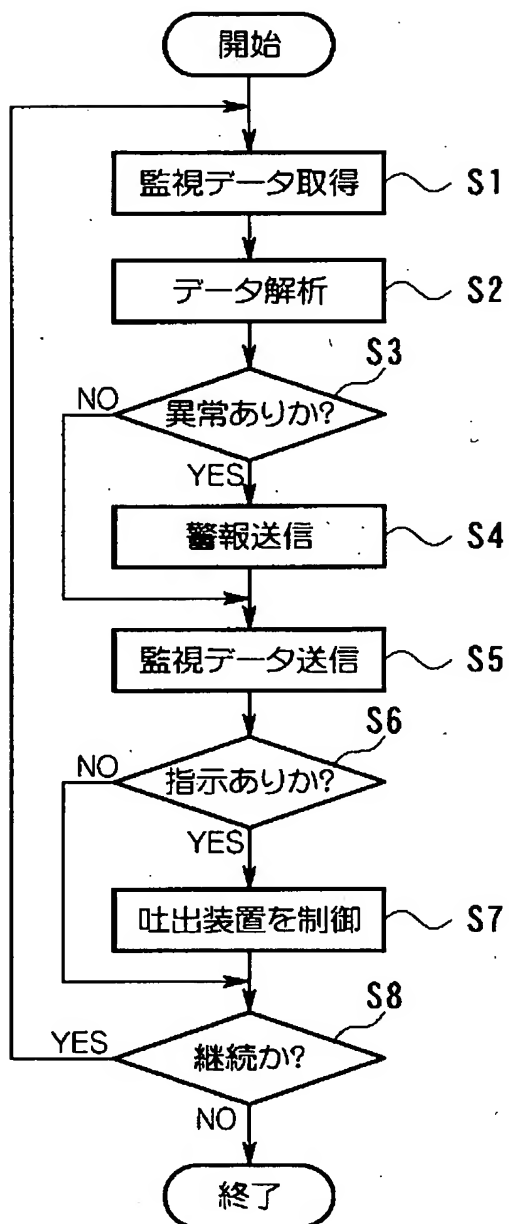 開始
監視データ取得 S1
データ解析 S2
S3
NO 異常ありか?
YES
警報送信 S4
監視データ送信 S5
S6
NO 指示ありか?
YES
吐出装置を制御 S7
S8
YES 継続か?
NO
終了